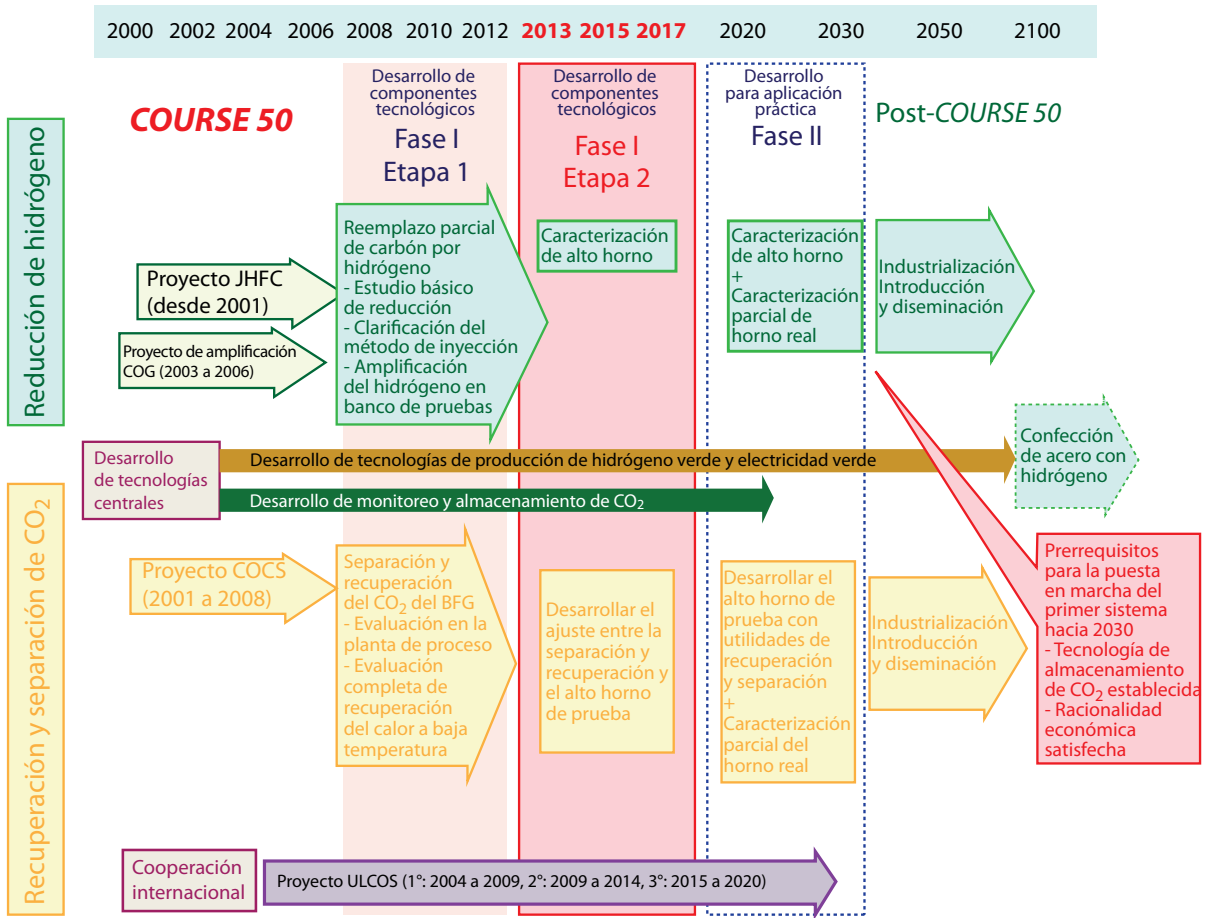 2000 2002 2004 2006 2008 2010 2012 2013 2015 2017 2020 2030 2050 2100
COURSE 50
Desarrollo de
componentes
tecnológicos
Fase I
Etapa 1
Desarrollo de
componentes
tecnológicos
Fase I
Etapa 2
Desarrollo
para aplicación
práctica
Fase II
Post-COURSE 50
Reducción de hidrógeno
Proyecto JHFC
(desde 2001)
Proyecto de amplificación
COG (2003 a 2006)
Reemplazo parcial
de carbón por
hidrógeno
- Estudio básico
de reducción
- Clarificación del
método de inyección
- Amplificación
del hidrógeno en
banco de pruebas
Caracterización
de alto horno
Caracterización
de alto horno
+
Caracterización
parcial de
horno real
Industrialización
Introducción
y diseminación
Desarrollo
de tecnologías
centrales
Desarrollo de tecnologías de producción de hidrógeno verde y electricidad verde
Desarrollo de monitoreo y almacenamiento de CO₂
Confección
de acero con
hidrógeno
Recuperación y separación de CO₂
Proyecto COCS
(2001 a 2008)
Separación y
recuperación
del CO₂ del BFG
- Evaluación en la
planta de proceso
- Evaluación
completa de
recuperación
del calor a baja
temperatura
Desarrollar el
ajuste entre la
separación y
recuperación y
el alto horno
de prueba
Desarrollar el
alto horno de
prueba con
utilidades de
recuperación
y separación
+
Caracterización
parcial del
horno real
Industrialización
Introducción
y diseminación
Prerrequisitos
para la puesta
en marcha del
primer sistema
hacia 2030
- Tecnología de
almacenamiento
de CO₂ establecida
- Racionalidad
económica
satisfecha
Cooperación
internacional
Proyecto ULCOS (1°: 2004 a 2009, 2°: 2009 a 2014, 3°: 2015 a 2020)